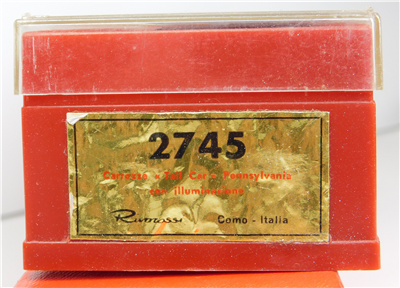 2745
Carrozza « Tail Car » Pennsylvania
con illuminazione
Rivarossi Como - Italia